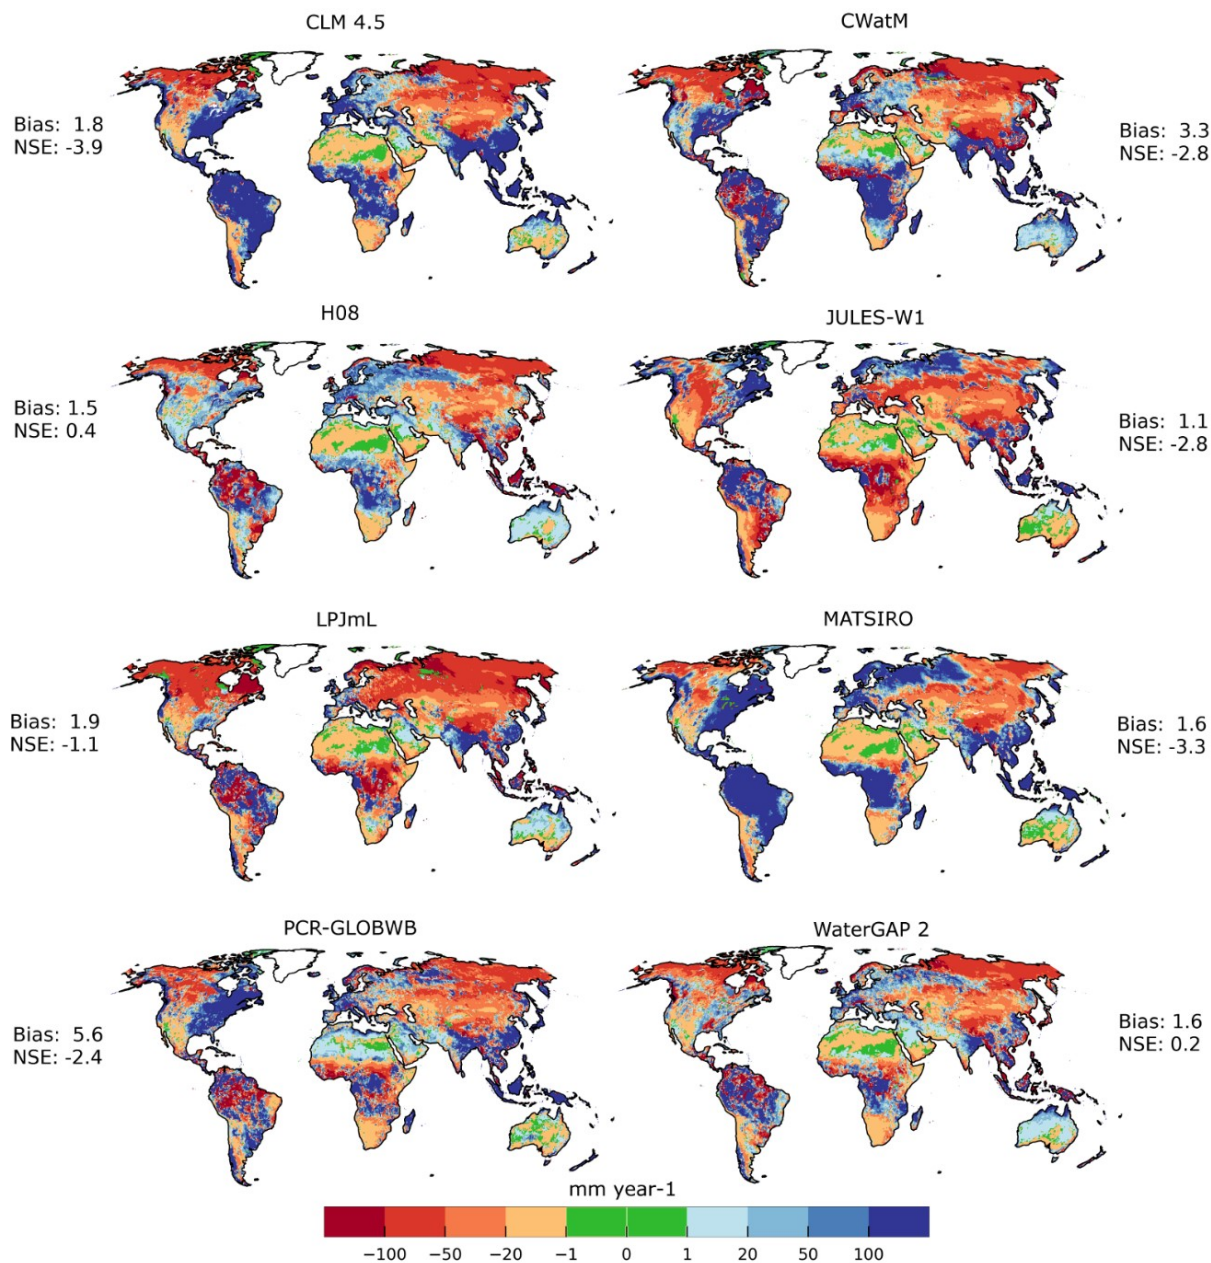 CLM 4.5
CWatM
Bias: 1.8
NSE: -3.9
Bias: 3.3
NSE: -2.8
H08
JULES-W1
Bias: 1.5
NSE: 0.4
Bias: 1.1
NSE: -2.8
LPJmL
MATSIRO
Bias: 1.9
NSE: -1.1
Bias: 1.6
NSE: -3.3
PCR-GLOBWB
WaterGAP 2
Bias: 5.6
NSE: -2.4
Bias: 1.6
NSE: 0.2
mm year-1
−100 −50 −20 −1 0 1 20 50 100